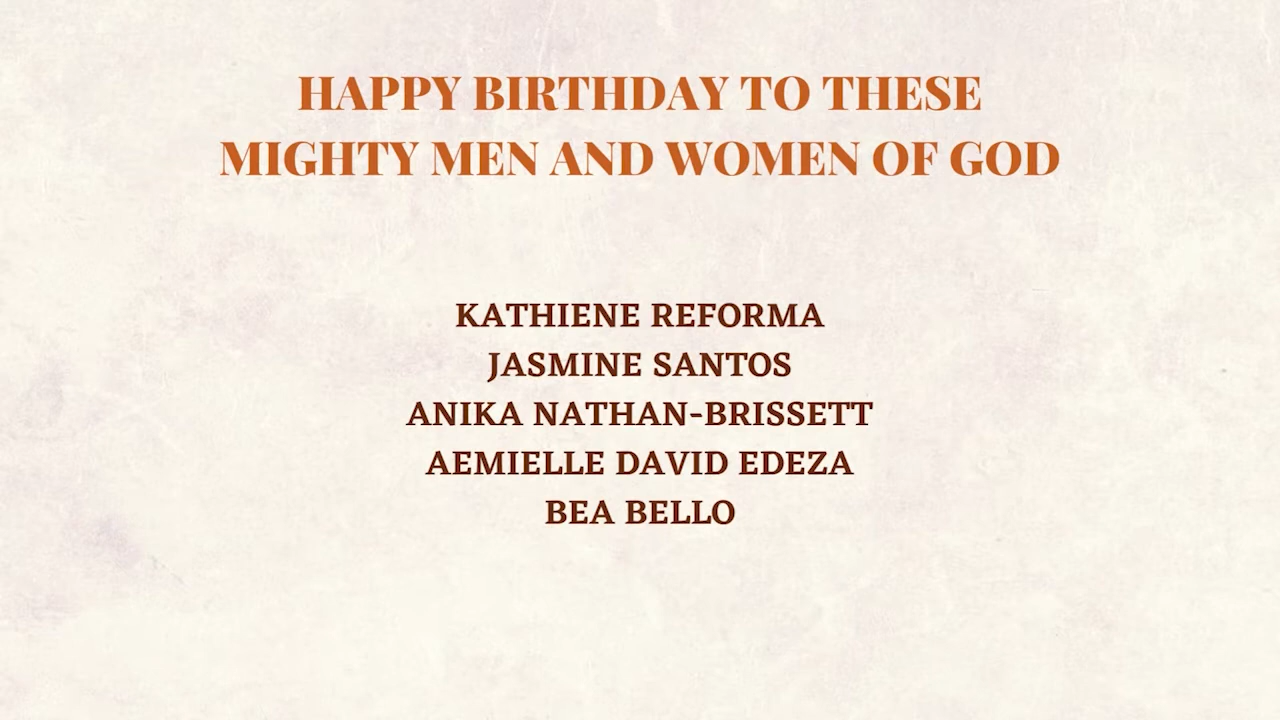 HAPPY BIRTHDAY TO THESE
MIGHTY MEN AND WOMEN OF GOD
KATHIENE REFORMA
JASMINE SANTOS
ANIKA NATHAN-BRISSETT
AEMIELLE DAVID EDEZA
BEA BELLO